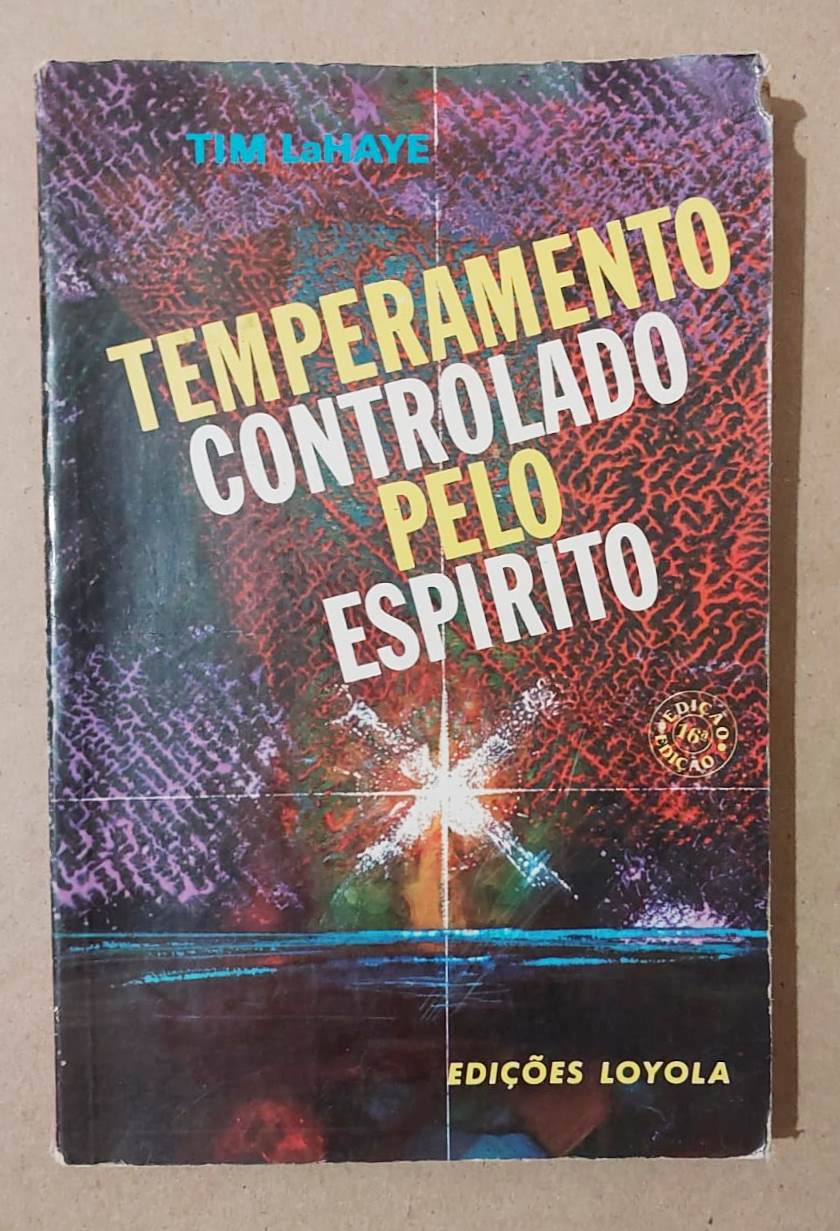 TIM LaHAYE
TEMPERAMENTO
CONTROLADO
PELO
ESPIRITO
EDIÇÃO
16ª
EDIÇÃO
EDIÇÕES LOYOLA